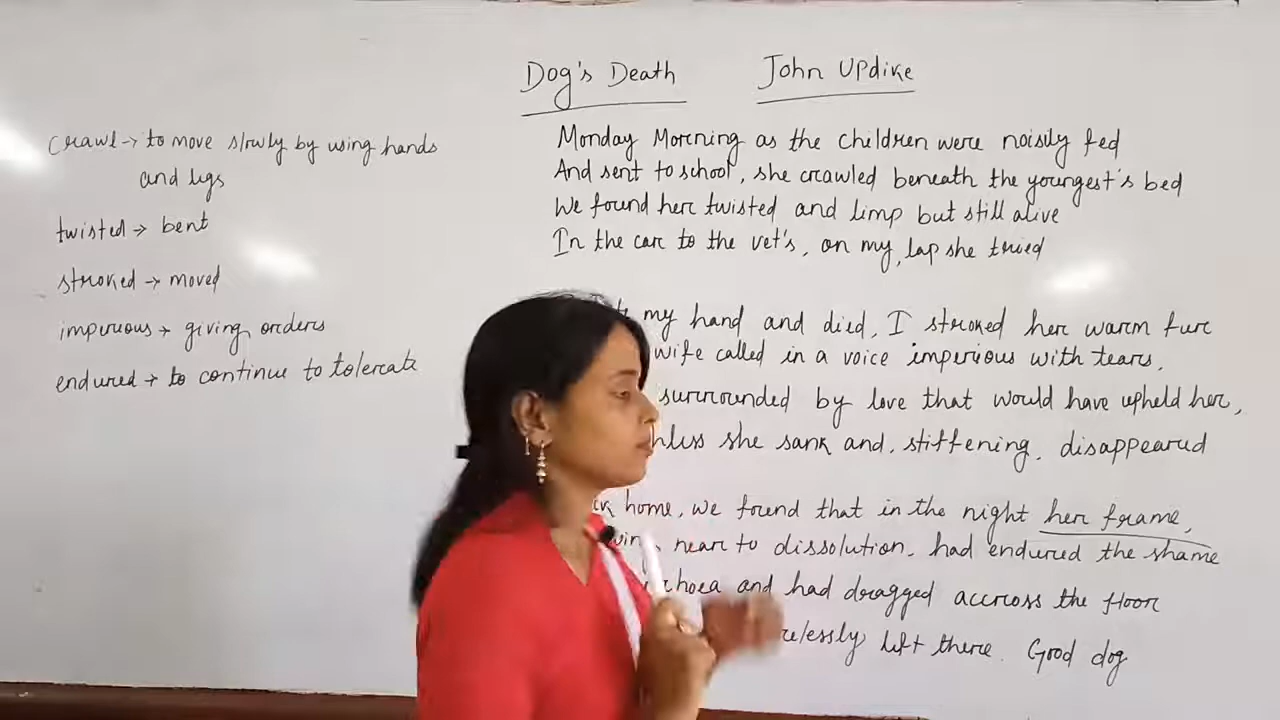 Dog's Death John Updike
crawl → to move slowly by using hands
and legs
twisted → bent
stroked → moved
imperious → giving orders
endured → to continue to tolerate
Monday Morning as the children were noisily fed
And sent to school, she crawled beneath the youngest's bed
We found her twisted and limp but still alive
In the car to the vet's, on my lap she tried
my hand and died, I stroked her warm fur
wife called in a voice imperious with tears,
surrounded by love that would have upheld her,
she sank and, stiffening, disappeared
home, we found that in the night her frame,
near to dissolution, had endured the shame
and had dragged accross the floor
left there. Good dog